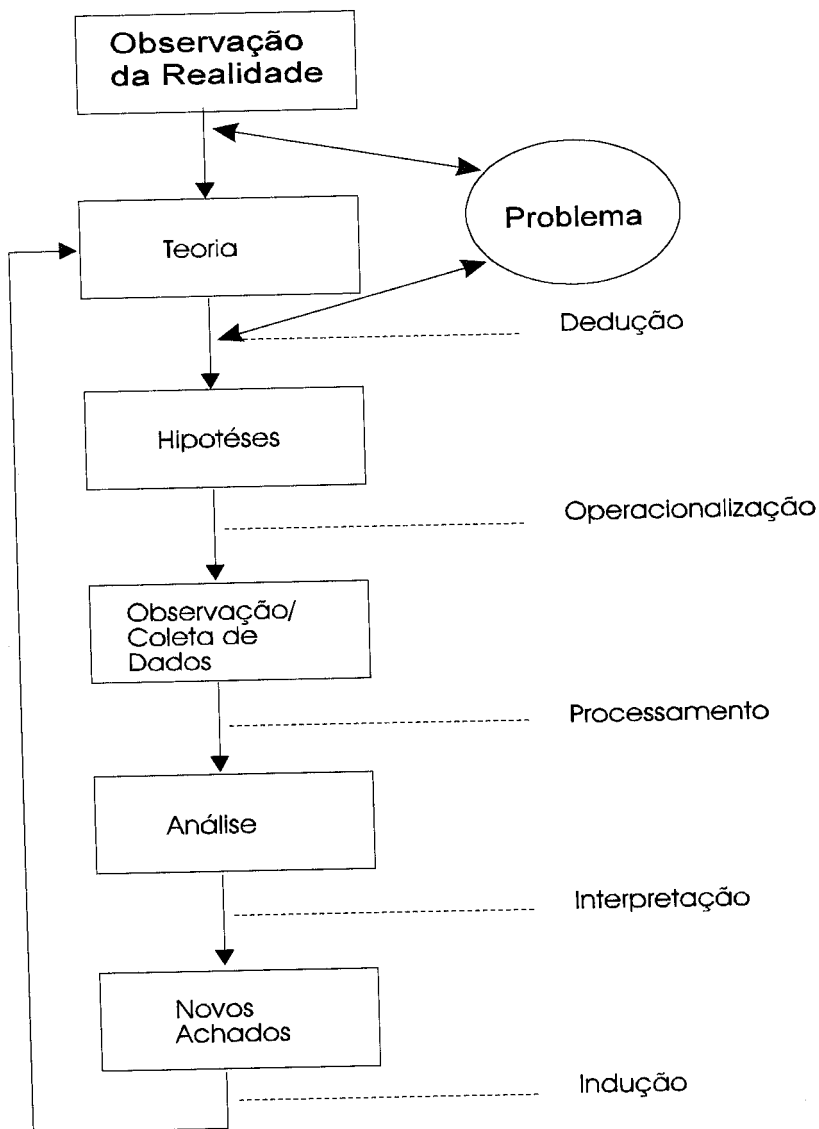 Observação
da Realidade
Problema
Teoria
Dedução
Hipotéses
Operacionalização
Observação/
Coleta de
Dados
Processamento
Análise
Interpretação
Novos
Achados
Indução